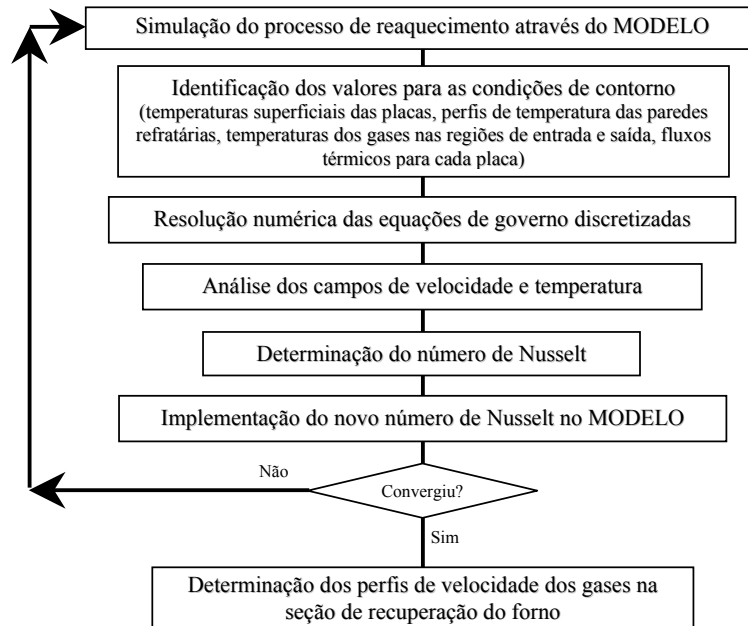 Simulação do processo de reaquecimento através do MODELO
Identificação dos valores para as condições de contorno
(temperaturas superficiais das placas, perfis de temperatura das paredes
refratárias, temperaturas dos gases nas regiões de entrada e saída, fluxos
térmicos para cada placa)
Resolução numérica das equações de governo discretizadas
Análise dos campos de velocidade e temperatura
Determinação do número de Nusselt
Implementação do novo número de Nusselt no MODELO
Não
Convergiu?
Sim
Determinação dos perfis de velocidade dos gases na
seção de recuperação do forno